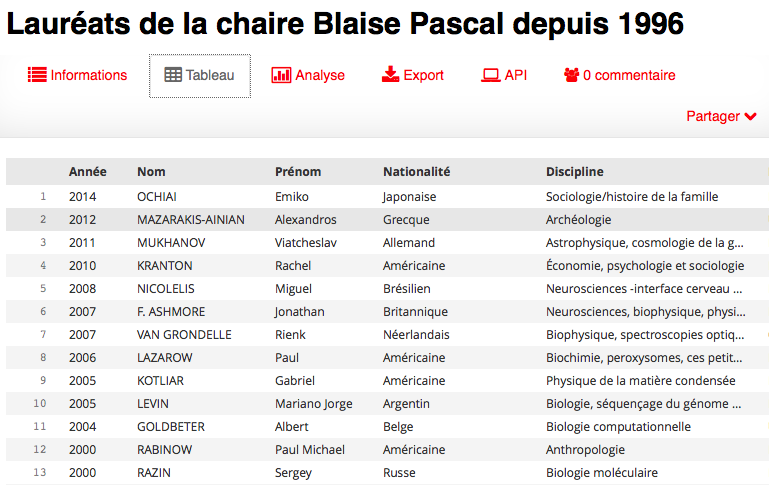 Lauréats de la chaire Blaise Pascal depuis 1996
Informations Tableau Analyse Export API 0 commentaire
Partager
Année Nom Prénom Nationalité Discipline
1 2014 OCHIAI Emiko Japonaise Sociologie/histoire de la famille
2 2012 MAZARAKIS-AINIAN Alexandros Grecque Archéologie
3 2011 MUKHANOV Viatcheslav Allemand Astrophysique, cosmologie de la g...
4 2010 KRANTON Rachel Américaine Économie, psychologie et sociologie
5 2008 NICOLELIS Miguel Brésilien Neurosciences -interface cerveau ...
6 2007 F. ASHMORE Jonathan Britannique Neurosciences, biophysique, physi...
7 2007 VAN GRONDELLE Rienk Néerlandais Biophysique, spectroscopies optiq...
8 2006 LAZAROW Paul Américaine Biochimie, peroxysomes, ces petit...
9 2005 KOTLIAR Gabriel Américaine Physique de la matière condensée
10 2005 LEVIN Mariano Jorge Argentin Biologie, séquençage du génome ...
11 2004 GOLDBETER Albert Belge Biologie computationnelle
12 2000 RABINOW Paul Michael Américaine Anthropologie
13 2000 RAZIN Sergey Russe Biologie moléculaire